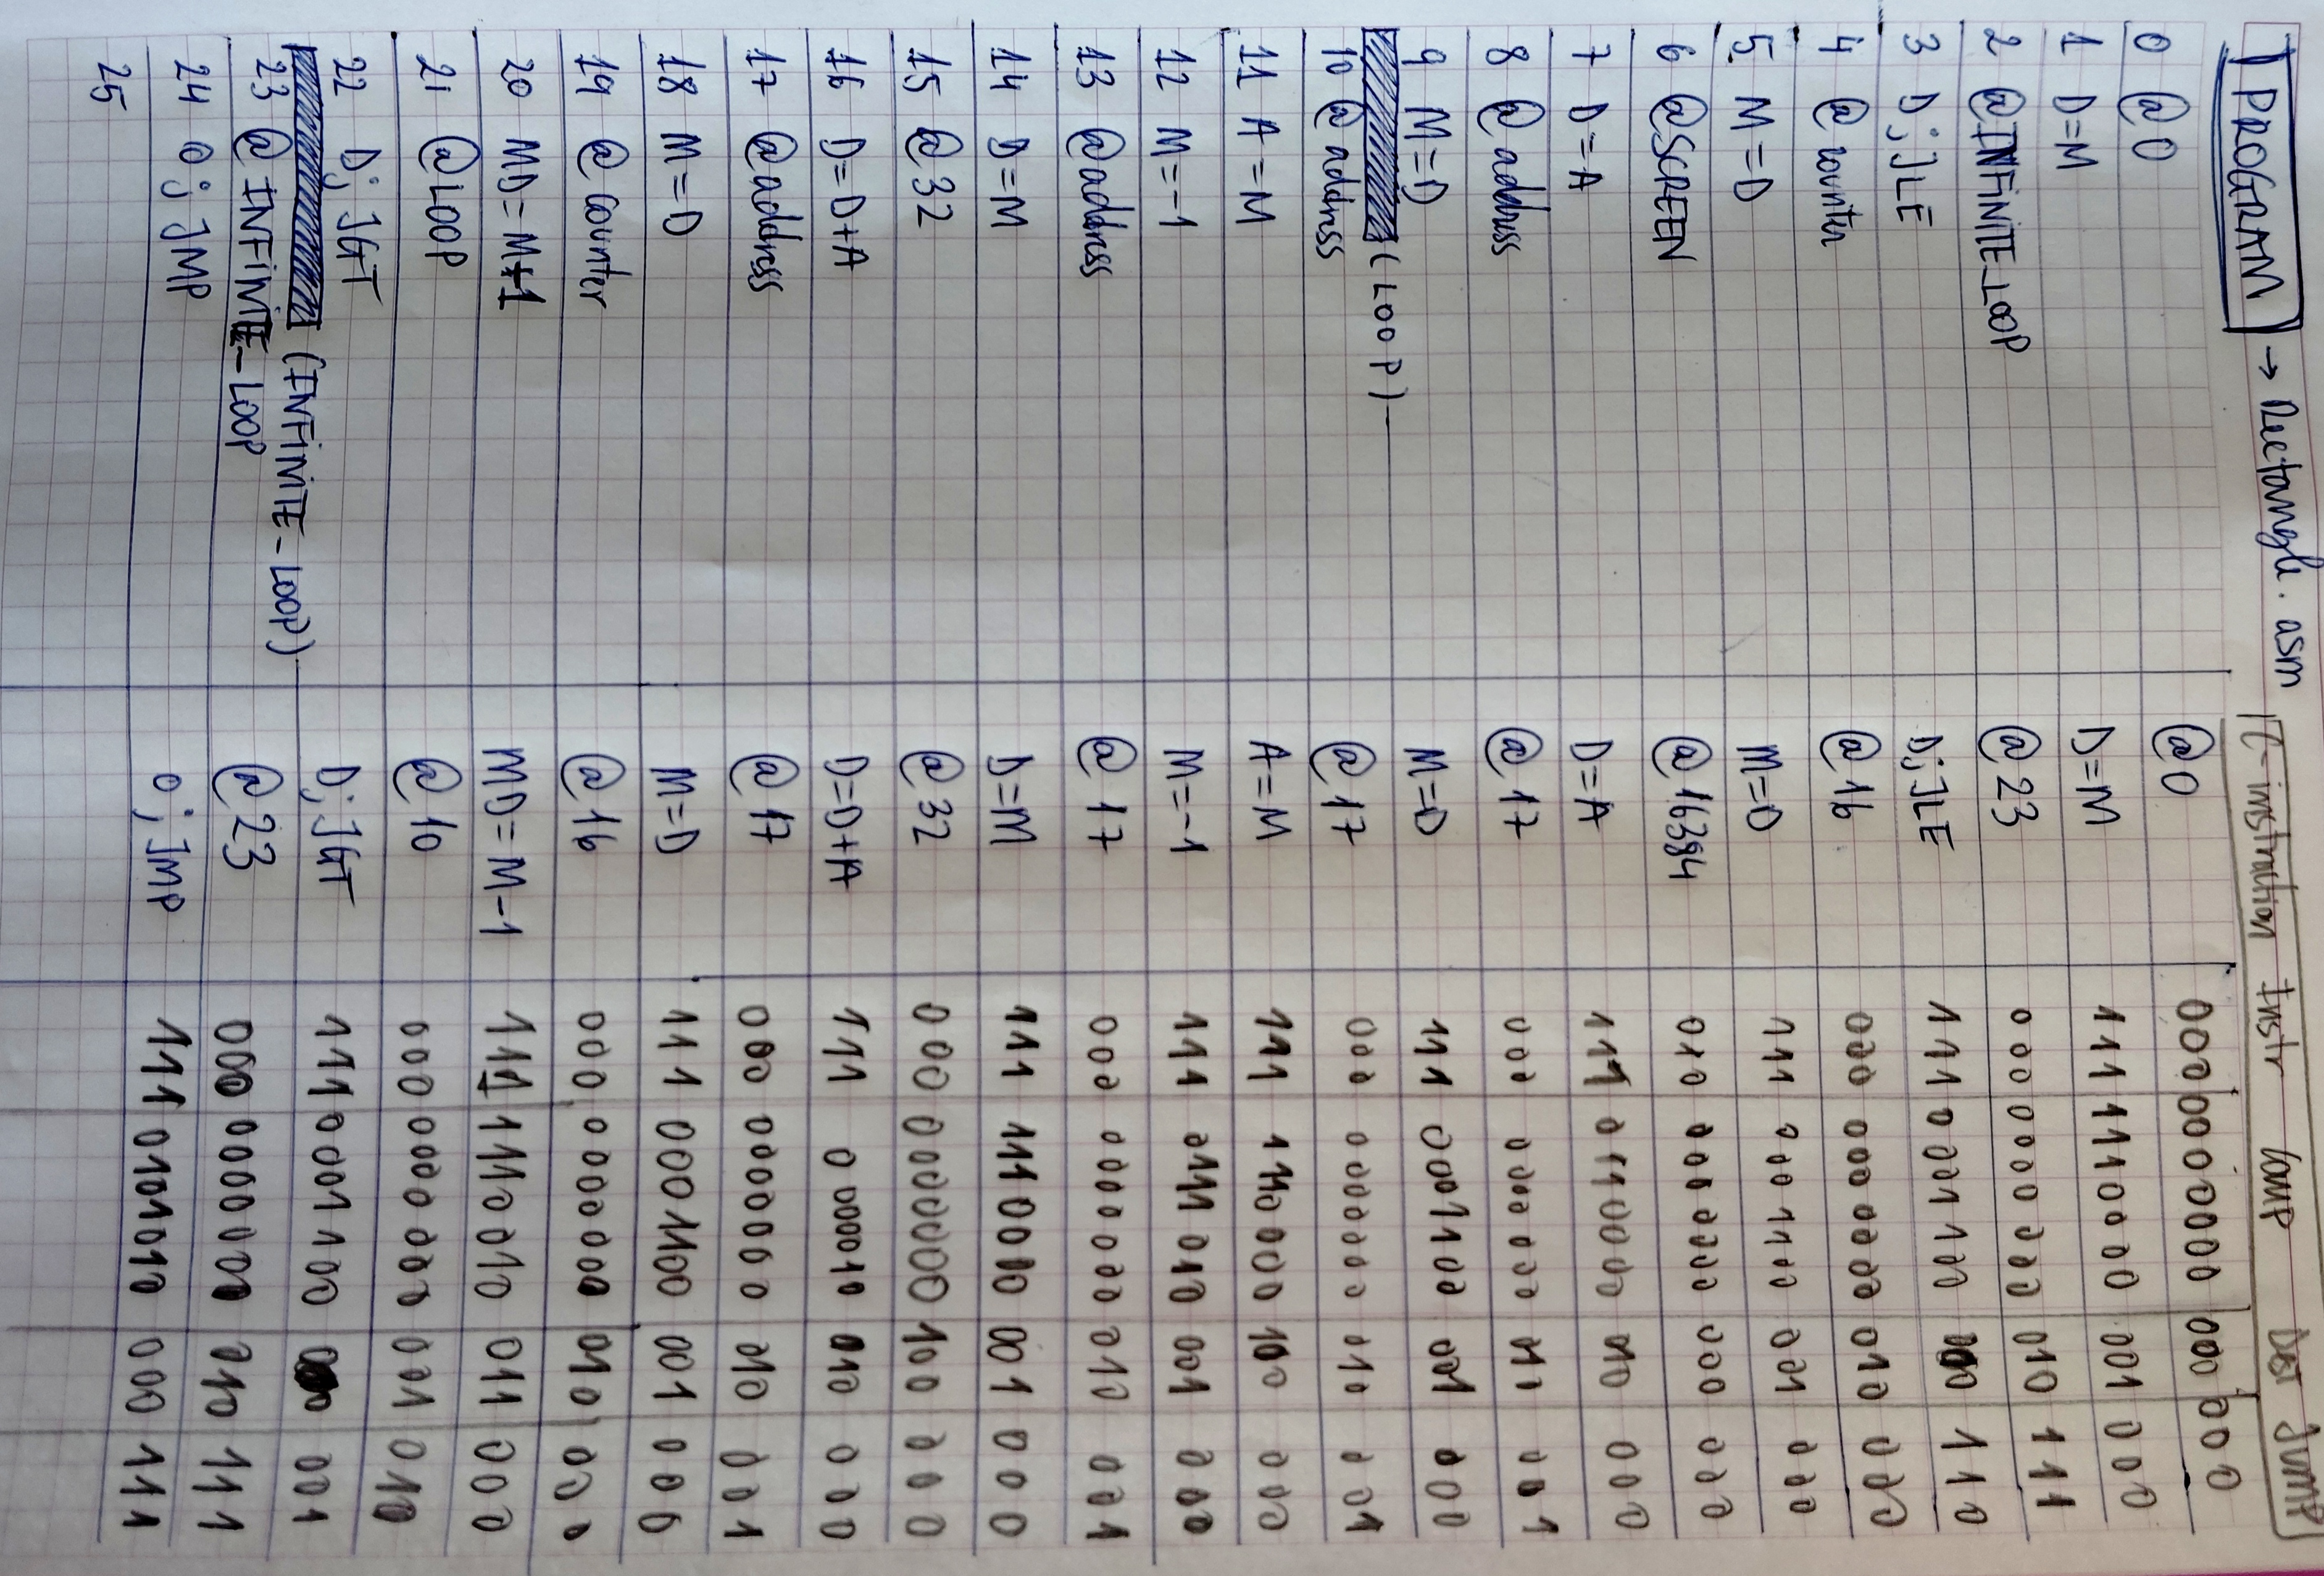 PROGRAM → Rectangle.asm C-instraction Instr Comp Dest JUMP
0 @0 @0 000 0000000 000 000
1 D=M D=M 111 1110000 001 000
2 @INFINITE_LOOP @23 000 0000000 010 111
3 D;JLE D;JLE 111 0001100 000 110
4 @counter @16 000 0000000 010 000
5 M=D M=D 111 0001100 001 000
6 @SCREEN @16384 010 0000000 000 000
7 D=A D=A 111 0110000 010 000
8 @address @17 000 0000000 010 001
9 M=D M=D 111 0001100 001 000
(LOOP)
10 @address @17 000 0000000 010 001
11 A=M A=M 111 1110000 100 000
12 M=-1 M=-1 111 0111010 001 000
13 @address @17 000 0000000 010 001
14 D=M D=M 111 1110000 001 000
15 @32 @32 000 0000000 100 000
16 D=D+A D=D+A 111 0000010 010 000
17 @address @17 000 0000000 010 001
18 M=D M=D 111 0001100 001 000
19 @counter @16 000 0000000 010 000
20 MD=M-1 MD=M-1 111 1110010 011 000
21 @LOOP @10 000 0000000 001 010
22 D;JGT D;JGT 111 0001100 000 001
(INFINITE_LOOP)
23 @INFINITE_LOOP @23 000 0000000 010 111
24 0;JMP 0;JMP 111 0101010 000 111
25